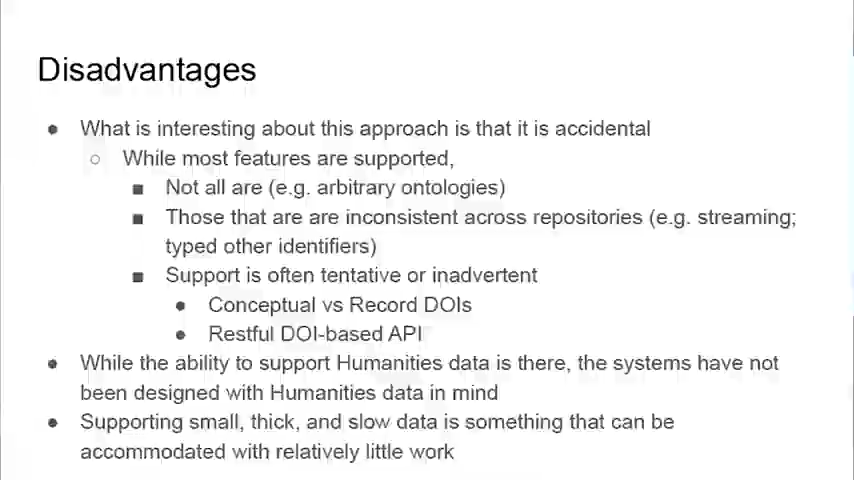 Disadvantages
● What is interesting about this approach is that it is accidental
○ While most features are supported,
■ Not all are (e.g. arbitrary ontologies)
■ Those that are are inconsistent across repositories (e.g. streaming;
typed other identifiers)
■ Support is often tentative or inadvertent
● Conceptual vs Record DOIs
● Restful DOI-based API
● While the ability to support Humanities data is there, the systems have not
been designed with Humanities data in mind
● Supporting small, thick, and slow data is something that can be
accommodated with relatively little work